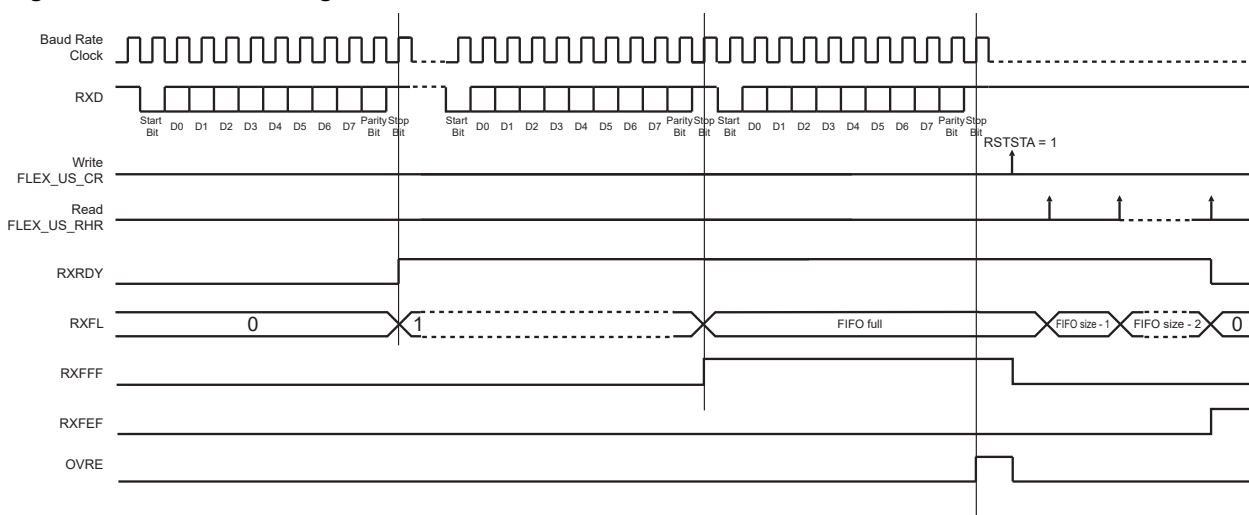 Baud Rate
Clock
RXD
Start
Bit D0 D1 D2 D3 D4 D5 D6 D7 Parity
Bit Stop
Bit
Start
Bit D0 D1 D2 D3 D4 D5 D6 D7 Parity
Bit Stop
Bit
Start
Bit D0 D1 D2 D3 D4 D5 D6 D7 Parity
Bit Stop
Bit
RSTSTA = 1
Write
FLEX_US_CR
Read
FLEX_US_RHR
RXRDY
RXFL 0 1 FIFO full FIFO size - 1 FIFO size - 2 0
RXFFF
RXFEF
OVRE